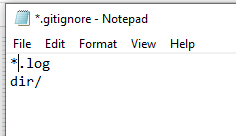 *.gitignore - Notepad
File Edit Format View Help
*.log
dir/